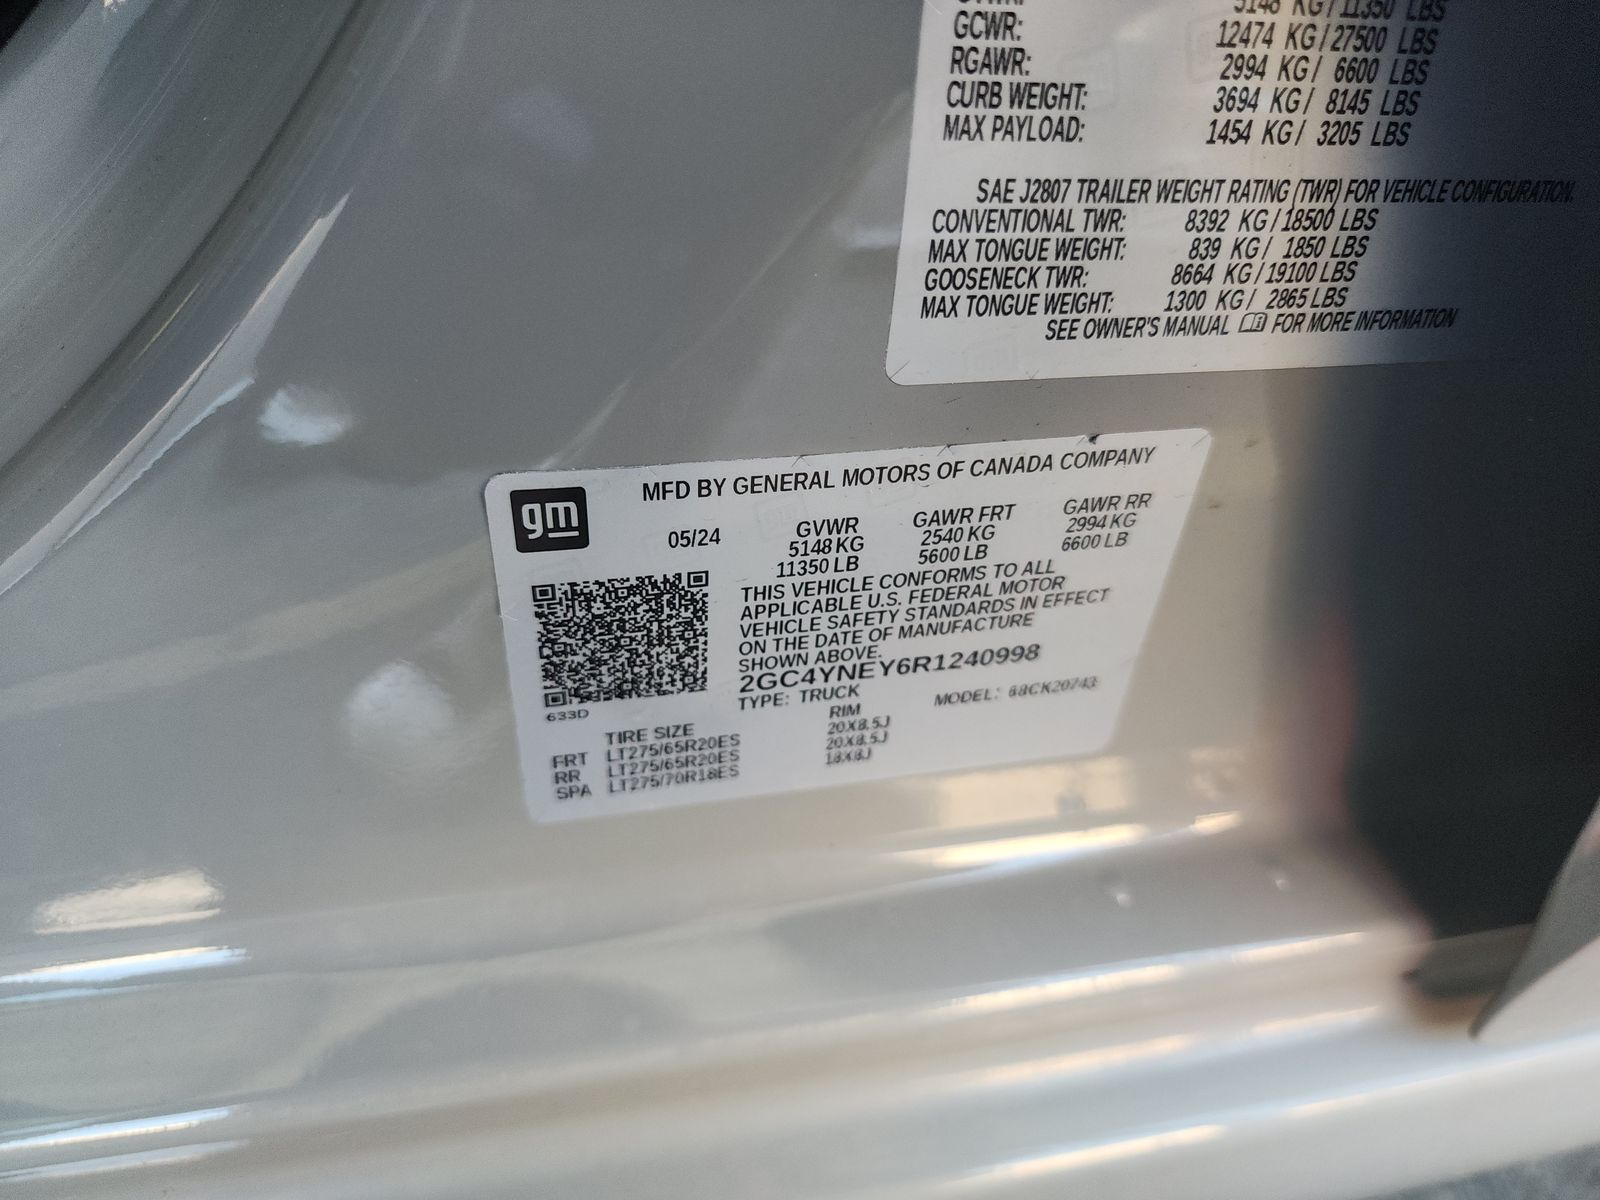 5148 KG / 11350 LBS
GCWR: 12474 KG / 27500 LBS
RGAWR: 2994 KG / 6600 LBS
CURB WEIGHT: 3694 KG / 8145 LBS
MAX PAYLOAD: 1454 KG / 3205 LBS
SAE J2807 TRAILER WEIGHT RATING (TWR) FOR VEHICLE CONFIGURATION.
CONVENTIONAL TWR: 8392 KG / 18500 LBS
MAX TONGUE WEIGHT: 839 KG / 1850 LBS
GOOSENECK TWR: 8664 KG / 19100 LBS
MAX TONGUE WEIGHT: 1300 KG / 2865 LBS
SEE OWNER'S MANUAL FOR MORE INFORMATION
gm
MFD BY GENERAL MOTORS OF CANADA COMPANY
05/24
GVWR GAWR FRT GAWR RR
5148 KG 2540 KG 2994 KG
11350 LB 5600 LB 6600 LB
THIS VEHICLE CONFORMS TO ALL
APPLICABLE U.S. FEDERAL MOTOR
VEHICLE SAFETY STANDARDS IN EFFECT
ON THE DATE OF MANUFACTURE
SHOWN ABOVE.
2GC4YNEY6R1240998
TYPE: TRUCK MODEL: 68CK20743
633D
TIRE SIZE RIM
FRT LT275/65R20ES 20X8.5J
RR LT275/65R20ES 20X8.5J
SPA LT275/70R18ES 18X8J